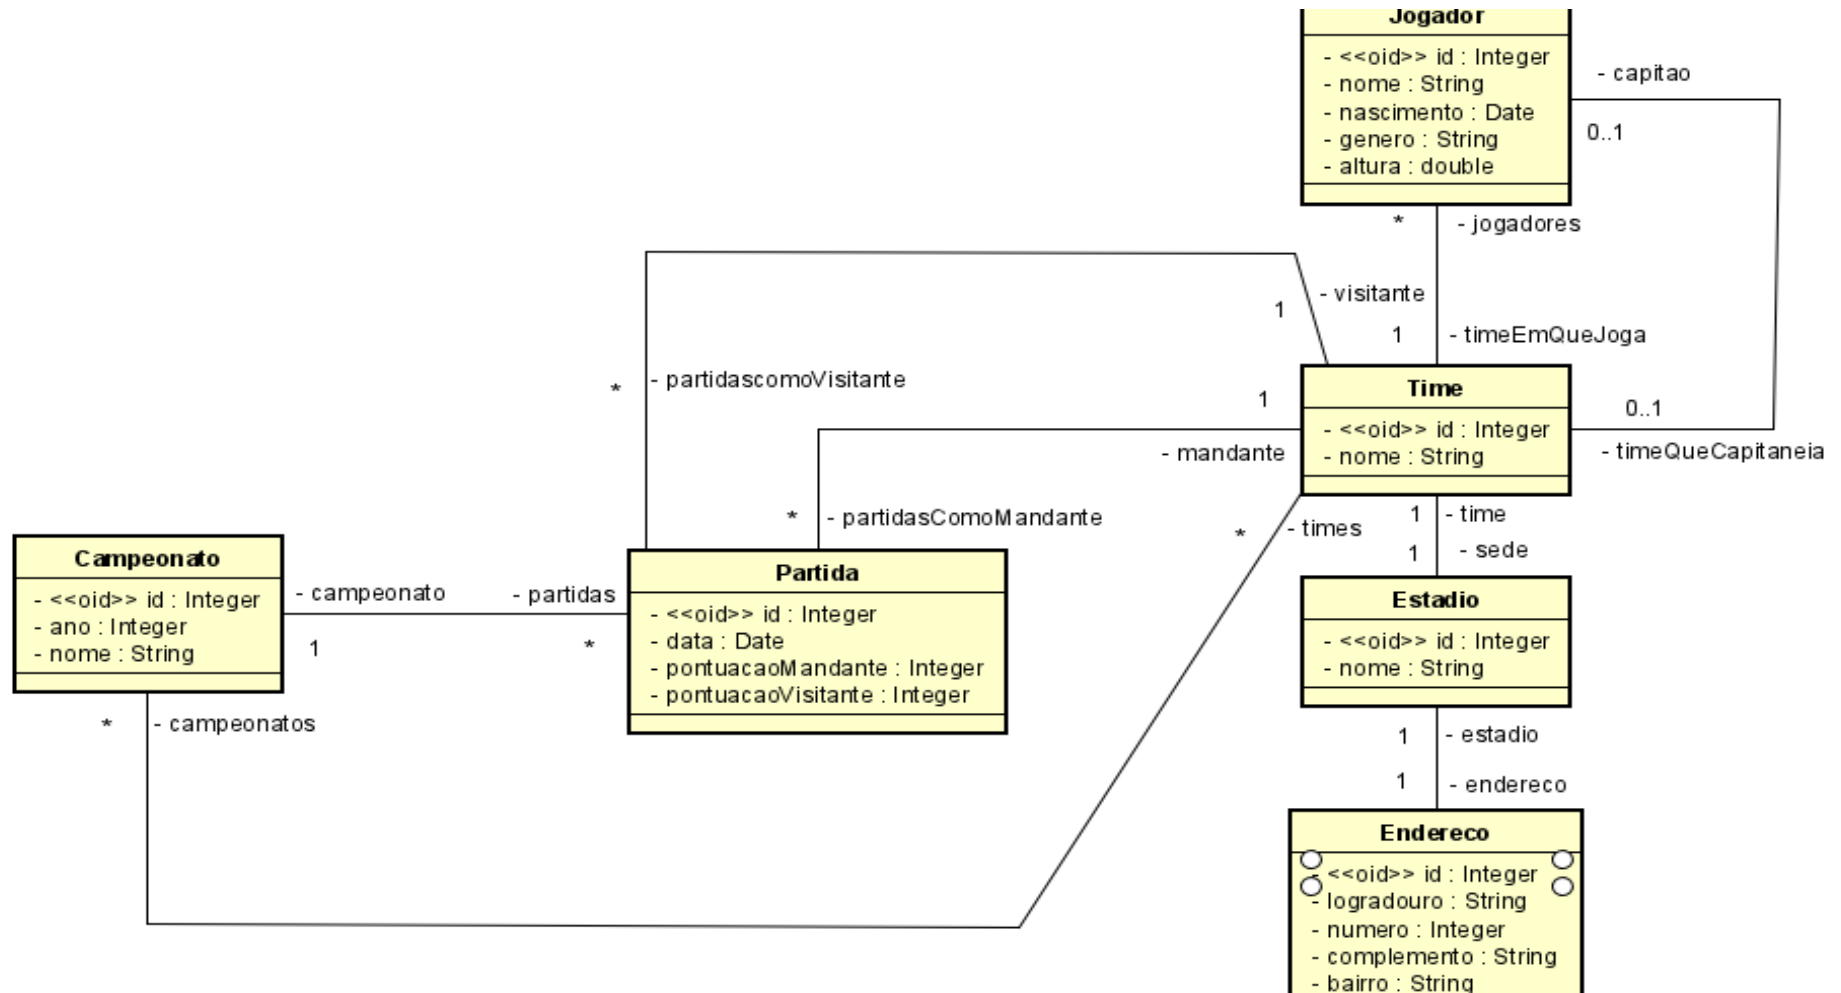 Jogador
- <<oid>> id : Integer
- nome : String
- nascimento : Date
- genero : String
- altura : double
- capitao
0..1
*
- jogadores
- visitante
1
1
- timeEmQueJoga
- partidascomoVisitante
*
1
- mandante
Time
- <<oid>> id : Integer
- nome : String
0..1
- timeQueCapitaneia
*
- partidasComoMandante
*
- times
1
- time
1
- sede
Campeonato
- <<oid>> id : Integer
- ano : Integer
- nome : String
- campeonato
1
- partidas
*
Partida
- <<oid>> id : Integer
- data : Date
- pontuacaoMandante : Integer
- pontuacaoVisitante : Integer
Estadio
- <<oid>> id : Integer
- nome : String
*
- campeonatos
1
- estadio
1
- endereco
Endereco
- <<oid>> id : Integer
- logradouro : String
- numero : Integer
- complemento : String
- bairro : String